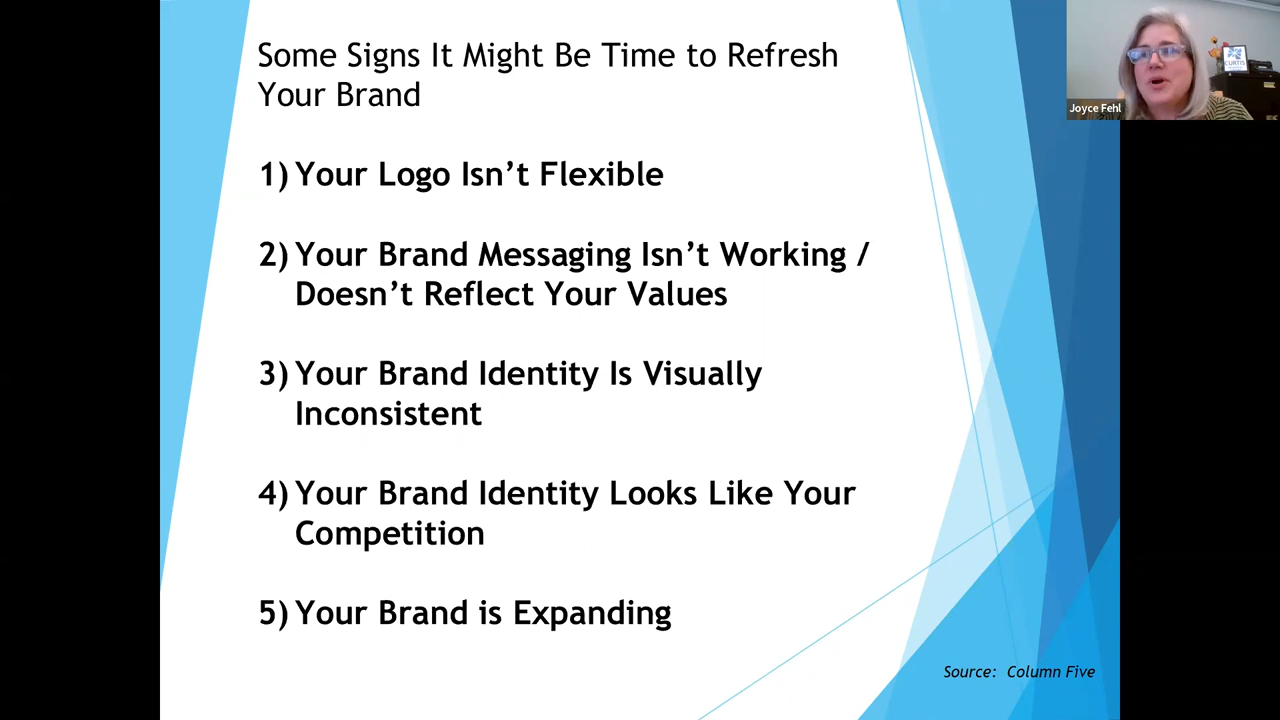 Some Signs It Might Be Time to Refresh
Your Brand
1) Your Logo Isn’t Flexible
2) Your Brand Messaging Isn’t Working /
Doesn’t Reflect Your Values
3) Your Brand Identity Is Visually
Inconsistent
4) Your Brand Identity Looks Like Your
Competition
5) Your Brand is Expanding
Source: Column Five
CURTIS
Joyce Fehl